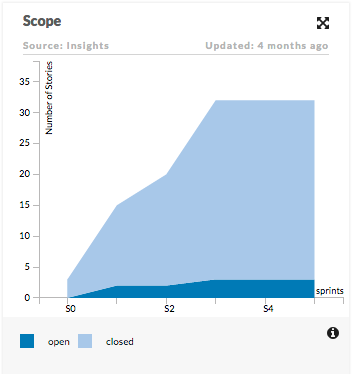 Scope
Source: Insights
Updated: 4 months ago
Number of Stories
35
30
25
20
15
10
5
0
sprints
S0
S2
S4
open
closed